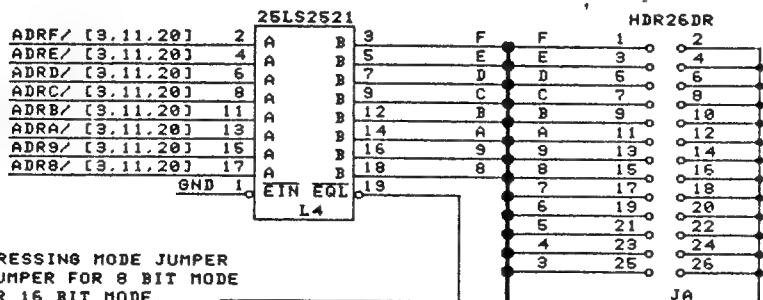 25LS2521
HDR26DR
ADRF/ [3,11,20] 2 A B 3 F F 1 2
ADRE/ [3,11,20] 4 A B 5 E E 3 4
ADRD/ [3,11,20] 6 A B 7 D D 5 6
ADRC/ [3,11,20] 8 A B 9 C C 7 8
ADRB/ [3,11,20] 11 A B 12 B B 9 10
ADRA/ [3,11,20] 13 A B 14 A A 11 12
ADR9/ [3,11,20] 15 A B 16 9 9 13 14
ADR8/ [3,11,20] 17 A B 18 8 8 15 16
GND 1 EIN EQL 19 7 17 18
L4 6 19 20
5 21 22
RESSING MODE JUMPER 4 23 24
UMPER FOR 8 BIT MODE 3 25 26
R 16 BIT MODE JA